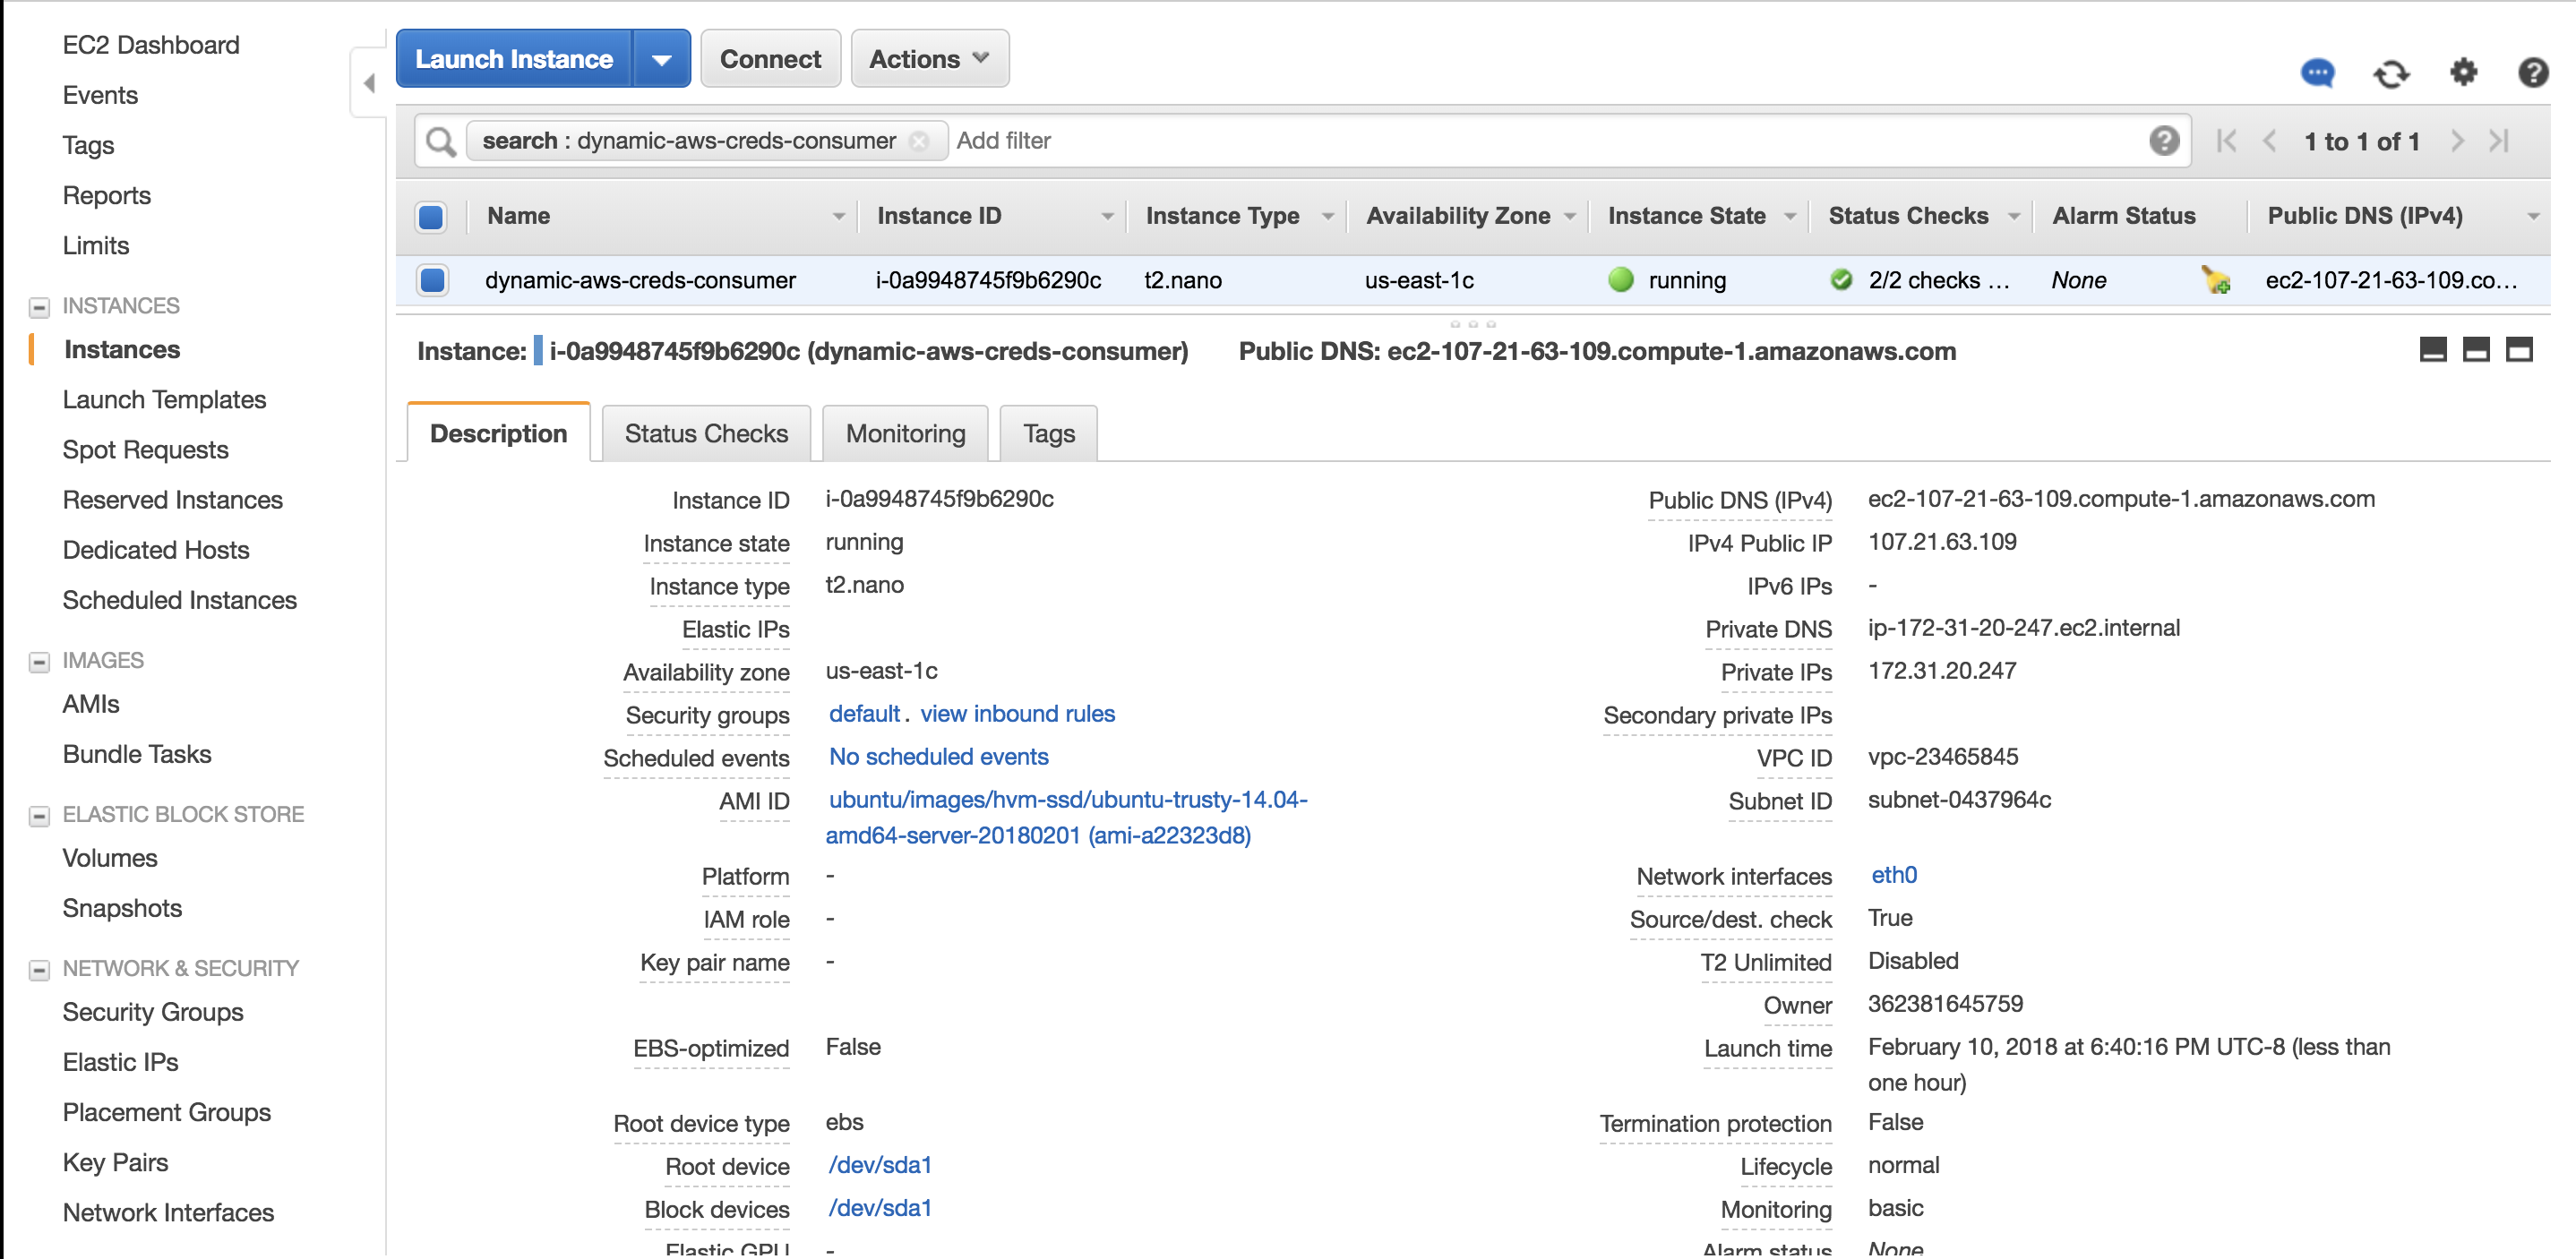 EC2 Dashboard
Events
Tags
Reports
Limits
INSTANCES
Instances
Launch Templates
Spot Requests
Reserved Instances
Dedicated Hosts
Scheduled Instances
IMAGES
AMIs
Bundle Tasks
ELASTIC BLOCK STORE
Volumes
Snapshots
NETWORK & SECURITY
Security Groups
Elastic IPs
Placement Groups
Key Pairs
Network Interfaces
Launch Instance Connect Actions
search : dynamic-aws-creds-consumer Add filter 1 to 1 of 1
Name Instance ID Instance Type Availability Zone Instance State Status Checks Alarm Status Public DNS (IPv4)
dynamic-aws-creds-consumer i-0a9948745f9b6290c t2.nano us-east-1c running 2/2 checks ... None ec2-107-21-63-109.co...
Instance: i-0a9948745f9b6290c (dynamic-aws-creds-consumer) Public DNS: ec2-107-21-63-109.compute-1.amazonaws.com
Description Status Checks Monitoring Tags
Instance ID i-0a9948745f9b6290c
Instance state running
Instance type t2.nano
Elastic IPs
Availability zone us-east-1c
Security groups default. view inbound rules
Scheduled events No scheduled events
AMI ID ubuntu/images/hvm-ssd/ubuntu-trusty-14.04-
amd64-server-20180201 (ami-a22323d8)
Platform -
IAM role -
Key pair name -
EBS-optimized False
Root device type ebs
Root device /dev/sda1
Block devices /dev/sda1
Elastic GPU -
Public DNS (IPv4) ec2-107-21-63-109.compute-1.amazonaws.com
IPv4 Public IP 107.21.63.109
IPv6 IPs -
Private DNS ip-172-31-20-247.ec2.internal
Private IPs 172.31.20.247
Secondary private IPs
VPC ID vpc-23465845
Subnet ID subnet-0437964c
Network interfaces eth0
Source/dest. check True
T2 Unlimited Disabled
Owner 362381645759
Launch time February 10, 2018 at 6:40:16 PM UTC-8 (less than
one hour)
Termination protection False
Lifecycle normal
Monitoring basic
Alarm status None